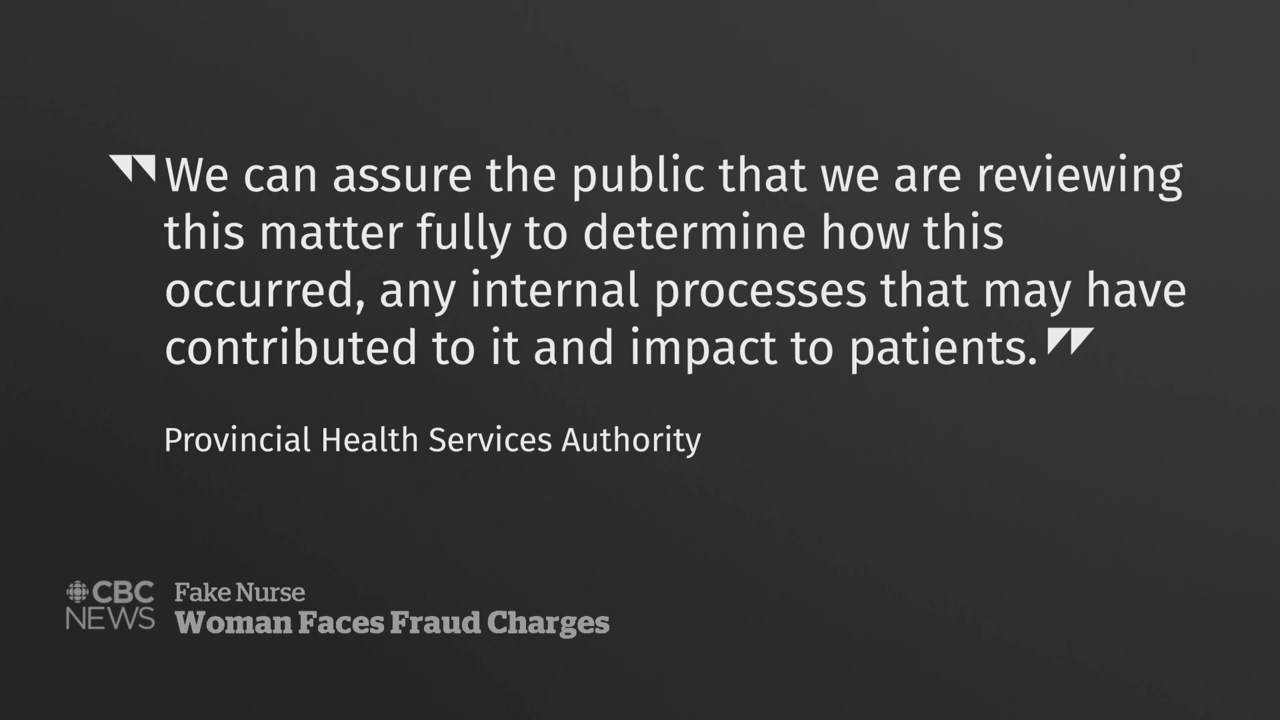 We can assure the public that we are reviewing
this matter fully to determine how this
occurred, any internal processes that may have
contributed to it and impact to patients.
Provincial Health Services Authority
CBC
NEWS
Fake Nurse
Woman Faces Fraud Charges